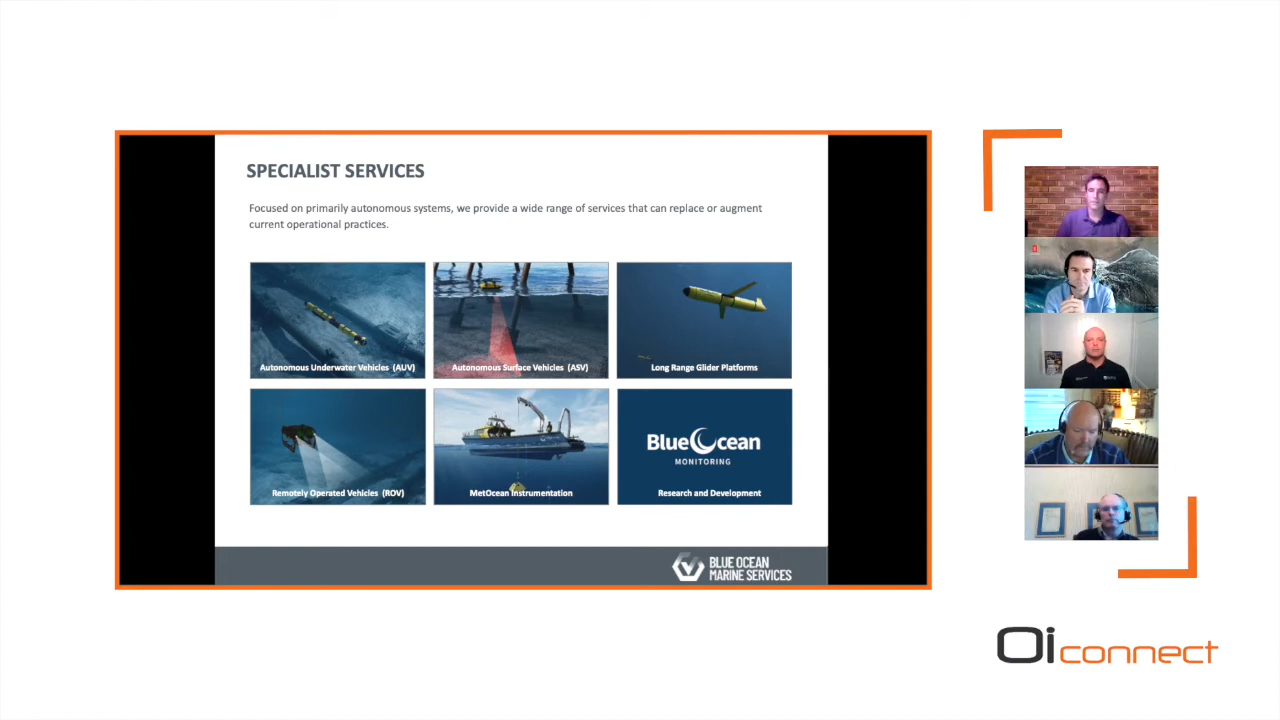 SPECIALIST SERVICES
Focused on primarily autonomous systems, we provide a wide range of services that can replace or augment
current operational practices.
Autonomous Underwater Vehicles (AUV)
Autonomous Surface Vehicles (ASV)
Long Range Glider Platforms
Remotely Operated Vehicles (ROV)
MetOcean Instrumentation
BlueOcean
MONITORING
Research and Development
BLUE OCEAN
MARINE SERVICES
Oi connect